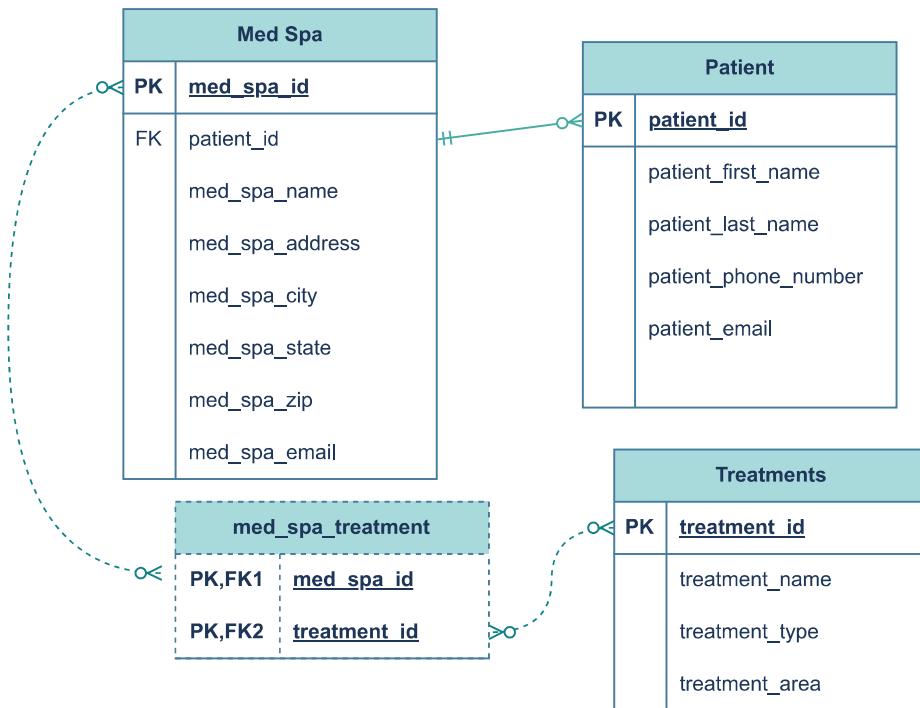 Med Spa
PK med_spa_id
FK patient_id
med_spa_name
med_spa_address
med_spa_city
med_spa_state
med_spa_zip
med_spa_email
Patient
PK patient_id
patient_first_name
patient_last_name
patient_phone_number
patient_email
med_spa_treatment
PK,FK1 med_spa_id
PK,FK2 treatment_id
Treatments
PK treatment_id
treatment_name
treatment_type
treatment_area